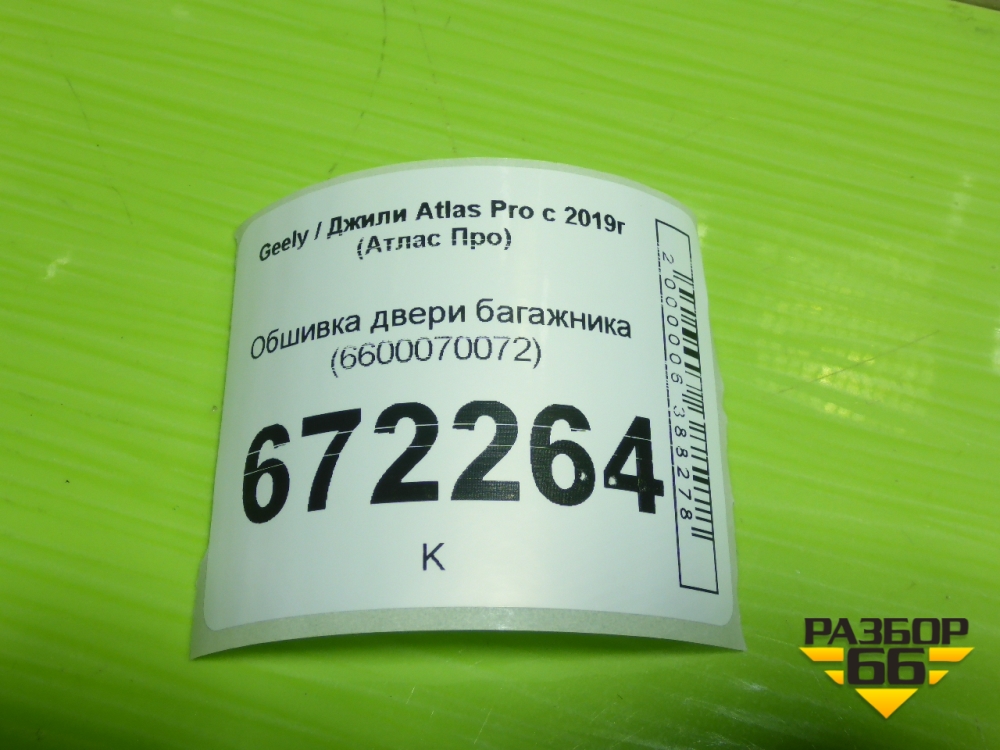 Geely / Джили Atlas Pro с 2019г
(Атлас Про)
Обшивка двери багажника
(6600070072)
672264
К
2000006388278
РАЗБОР
66